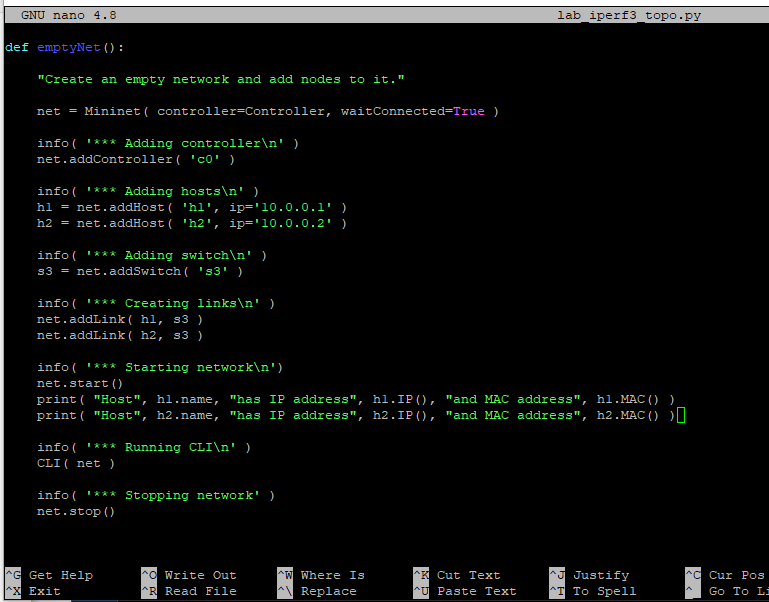 GNU nano 4.8 lab_iperf3_topo.py
def emptyNet():
"Create an empty network and add nodes to it."
net = Mininet( controller=Controller, waitConnected=True )
info( '*** Adding controller\n' )
net.addController( 'c0' )
info( '*** Adding hosts\n' )
h1 = net.addHost( 'h1', ip='10.0.0.1' )
h2 = net.addHost( 'h2', ip='10.0.0.2' )
info( '*** Adding switch\n' )
s3 = net.addSwitch( 's3' )
info( '*** Creating links\n' )
net.addLink( h1, s3 )
net.addLink( h2, s3 )
info( '*** Starting network\n')
net.start()
print( "Host", h1.name, "has IP address", h1.IP(), "and MAC address", h1.MAC() )
print( "Host", h2.name, "has IP address", h2.IP(), "and MAC address", h2.MAC() )
info( '*** Running CLI\n' )
CLI( net )
info( '*** Stopping network' )
net.stop()
^G Get Help ^O Write Out ^W Where Is ^K Cut Text ^J Justify ^C Cur Pos
^X Exit ^R Read File ^\ Replace ^U Paste Text ^T To Spell ^_ Go To Li